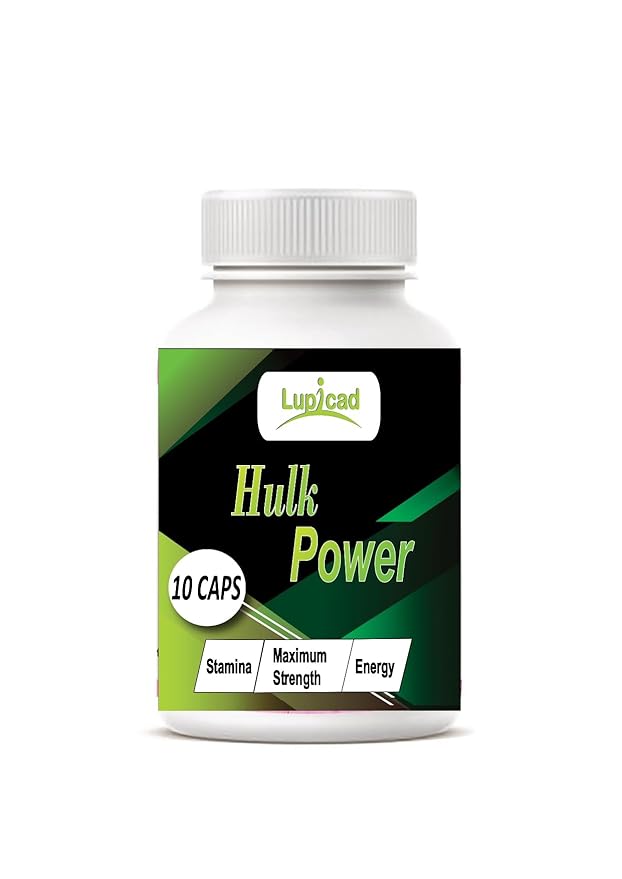 Lupicad
Hulk
Power
10 CAPS
Stamina
Maximum
Strength
Energy